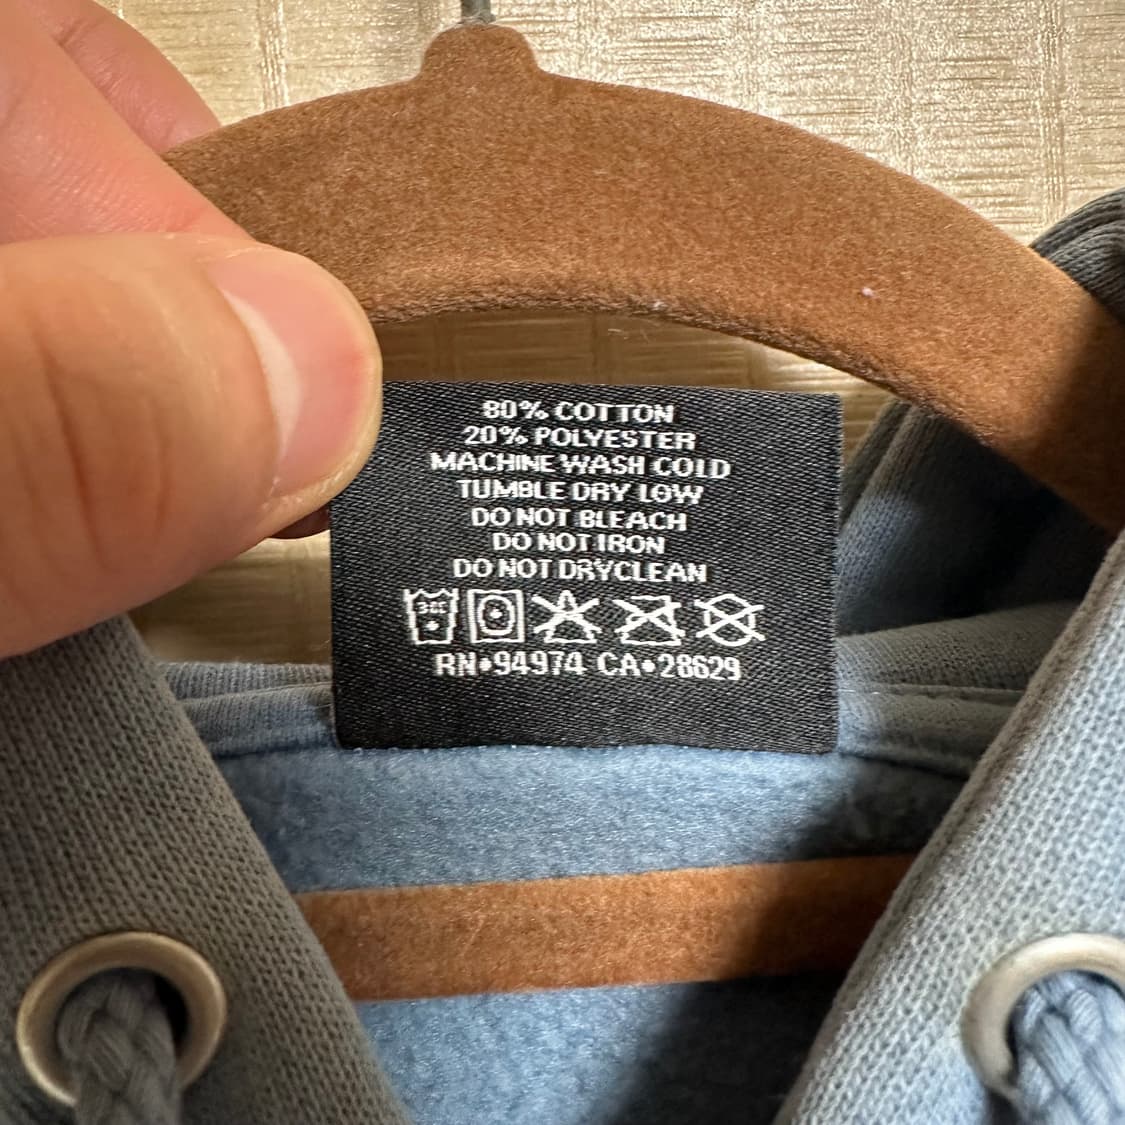 80% COTTON
20% POLYESTER
MACHINE WASH COLD
TUMBLE DRY LOW
DO NOT BLEACH
DO NOT IRON
DO NOT DRYCLEAN
30C
RN•94974 CA•28629